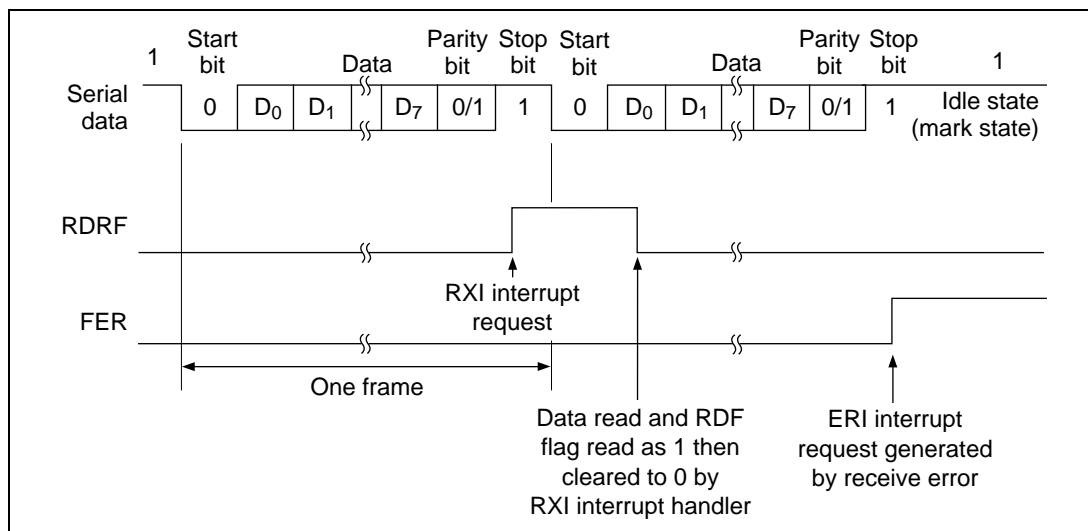 1 Start bit Data Parity bit Stop bit Start bit Data Parity bit Stop bit 1
Serial data 0 D₀ D₁ D₇ 0/1 1 0 D₀ D₁ D₇ 0/1 1 Idle state (mark state)
RDRF
RXI interrupt
request
FER
One frame
Data read and RDF
flag read as 1 then
cleared to 0 by
RXI interrupt handler
ERI interrupt
request generated
by receive error